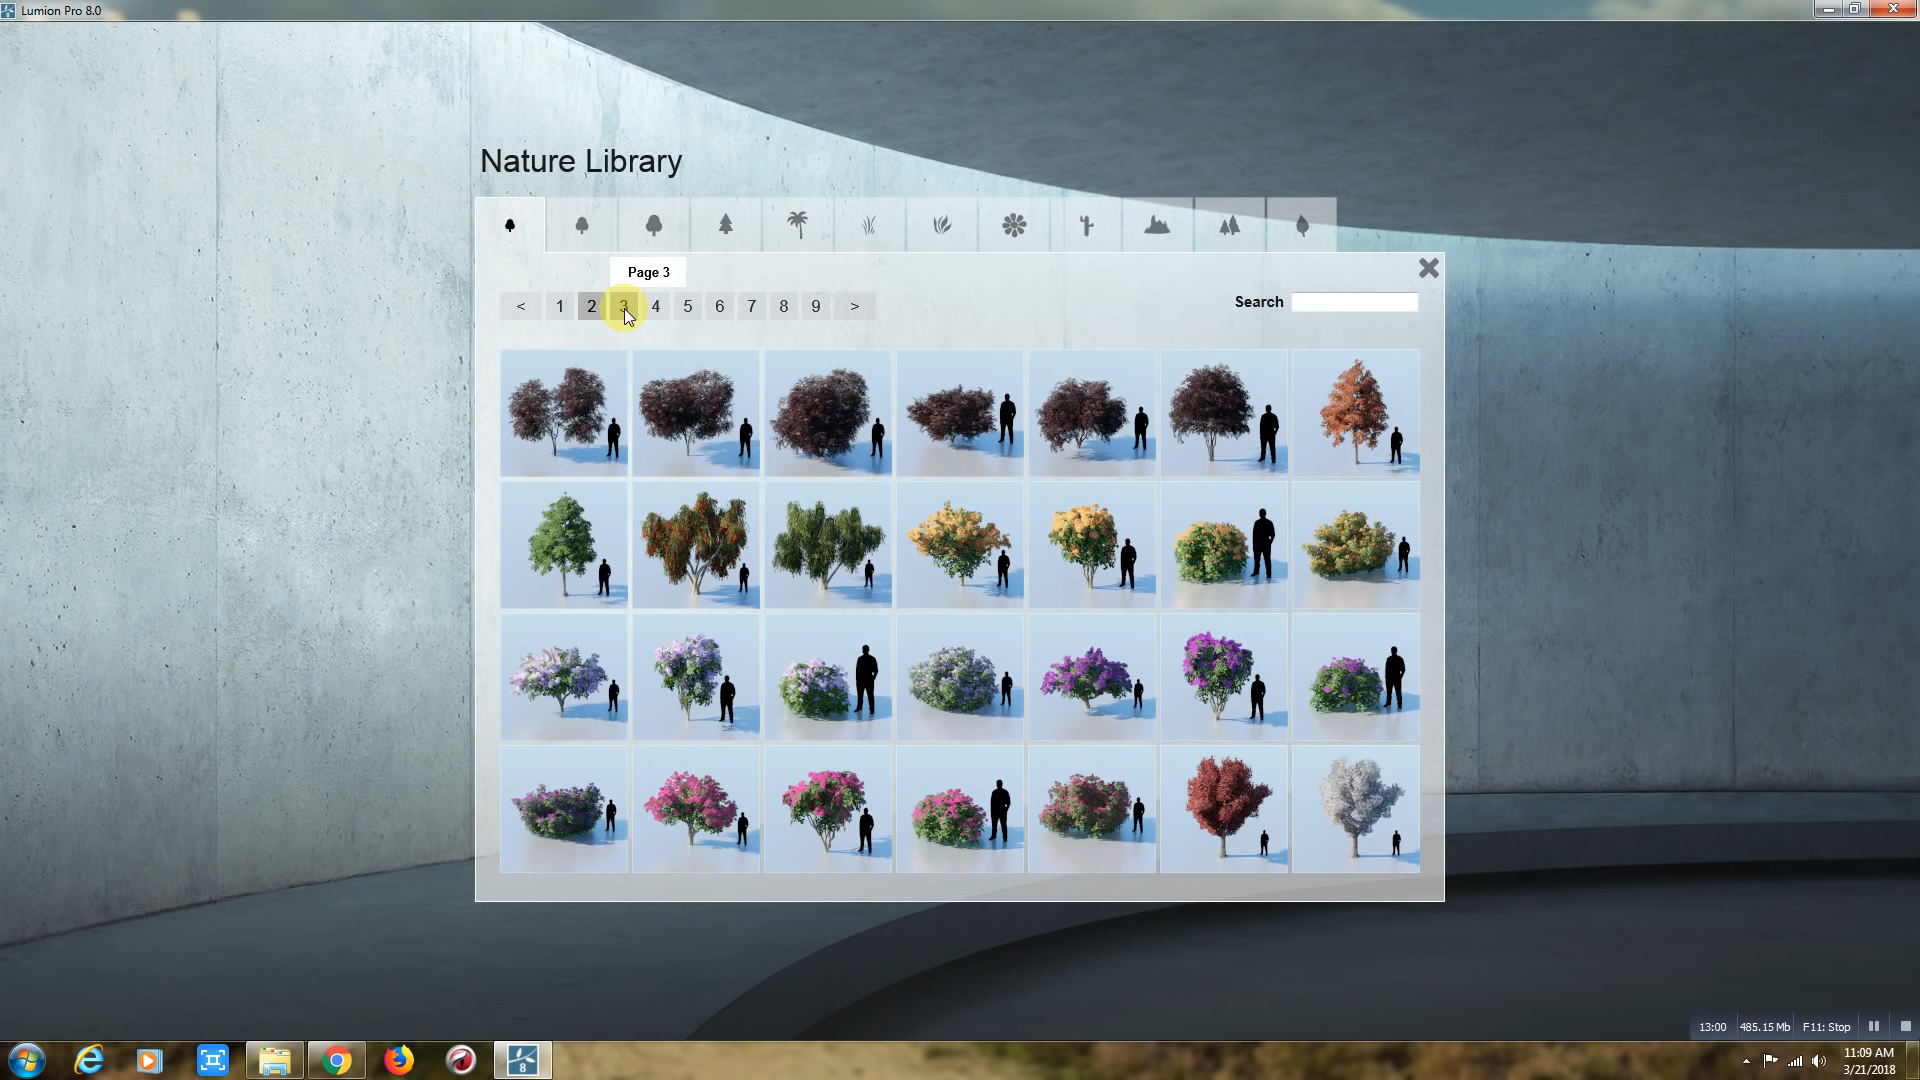 Lumion Pro 8.0
Nature Library
Page 3
< 1 2 3 4 5 6 7 8 9 >
Search
13:00 485.15 Mb F11: Stop
8
11:09 AM
3/21/2018